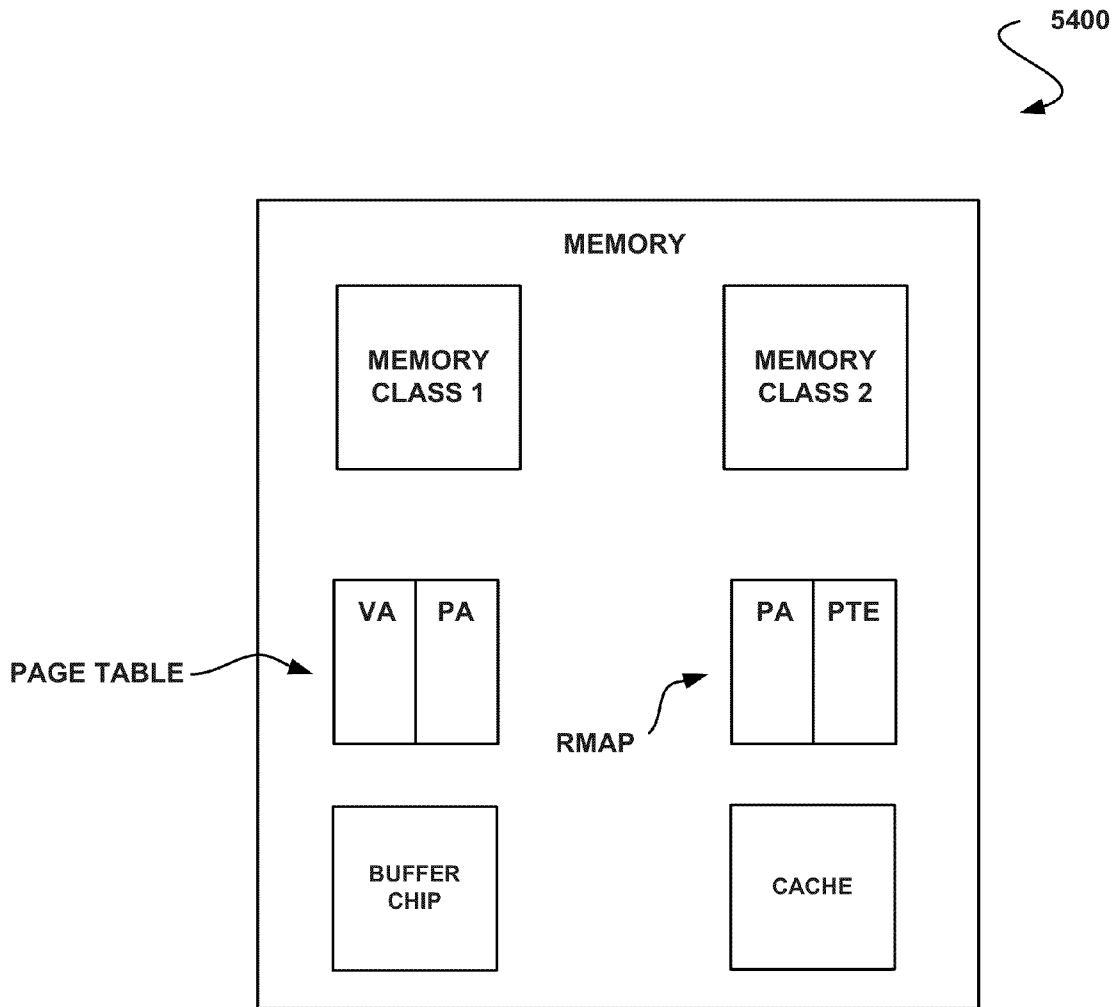 5400
MEMORY
MEMORY
CLASS 1
MEMORY
CLASS 2
VA PA
PA PTE
PAGE TABLE
RMAP
BUFFER
CHIP
CACHE